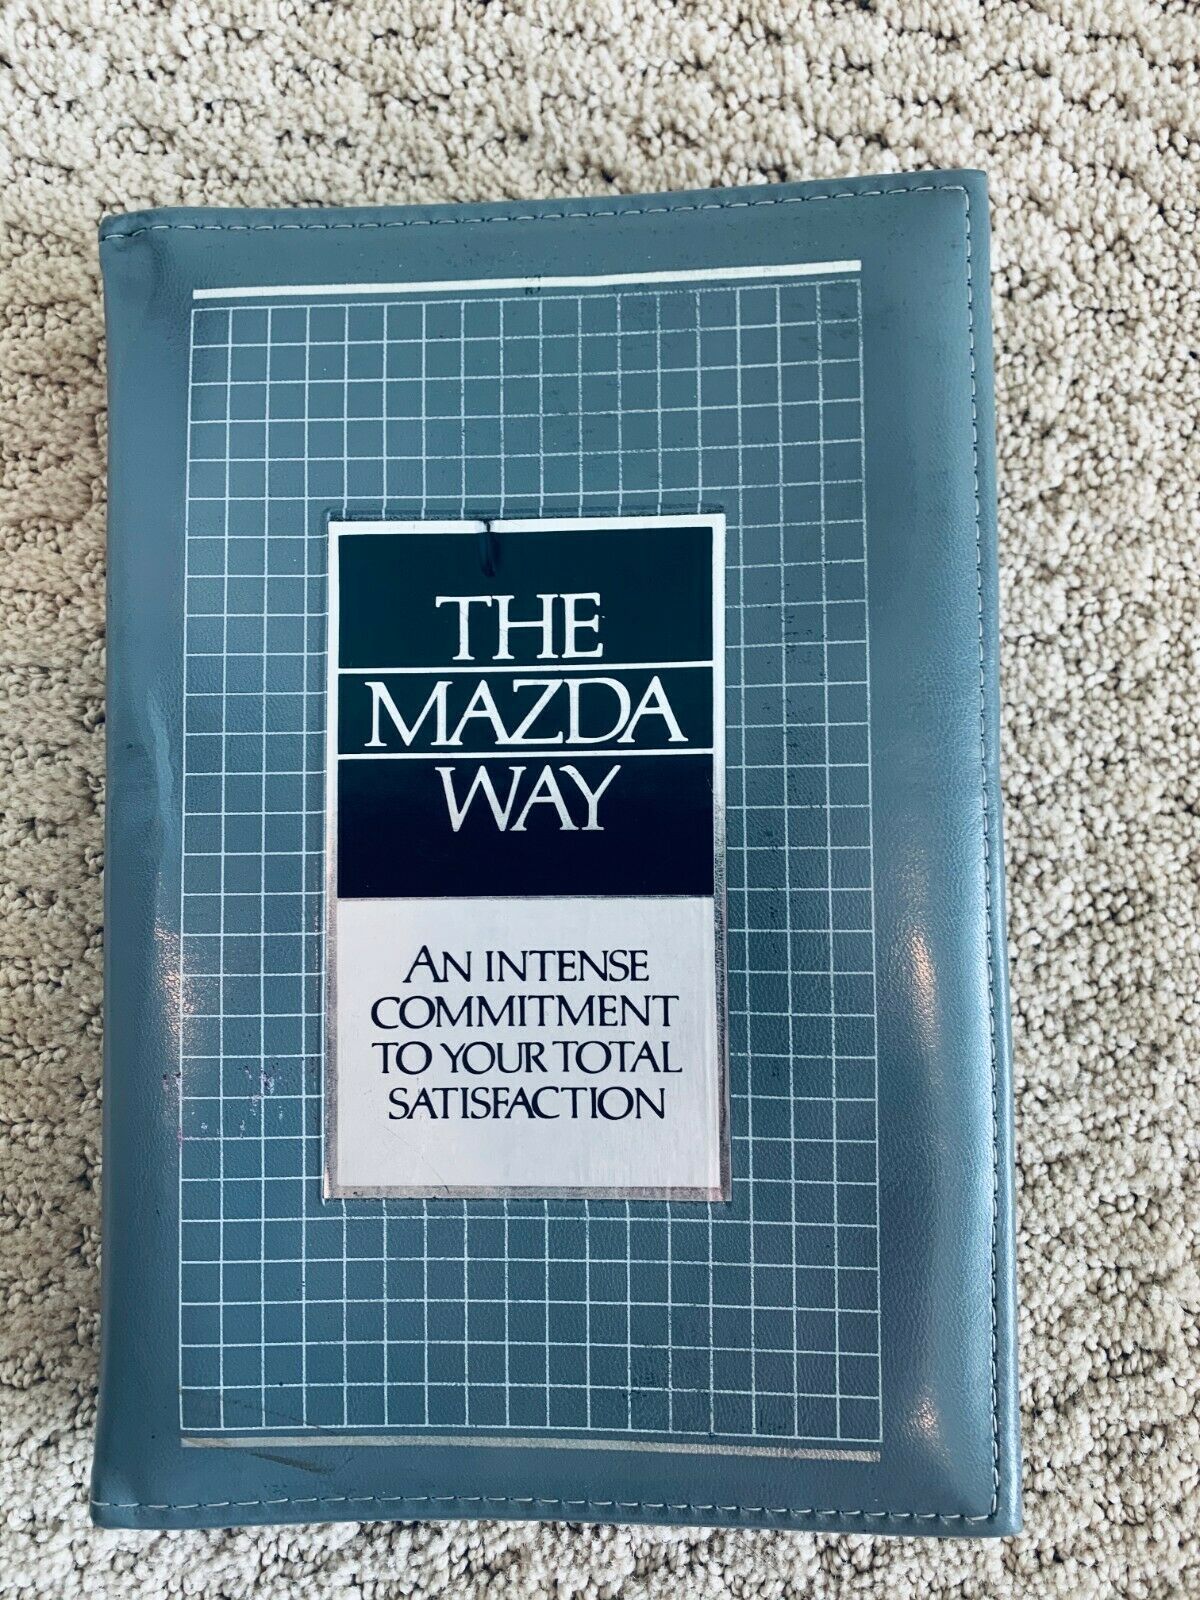 THE
MAZDA
WAY
AN INTENSE
COMMITMENT
TO YOUR TOTAL
SATISFACTION